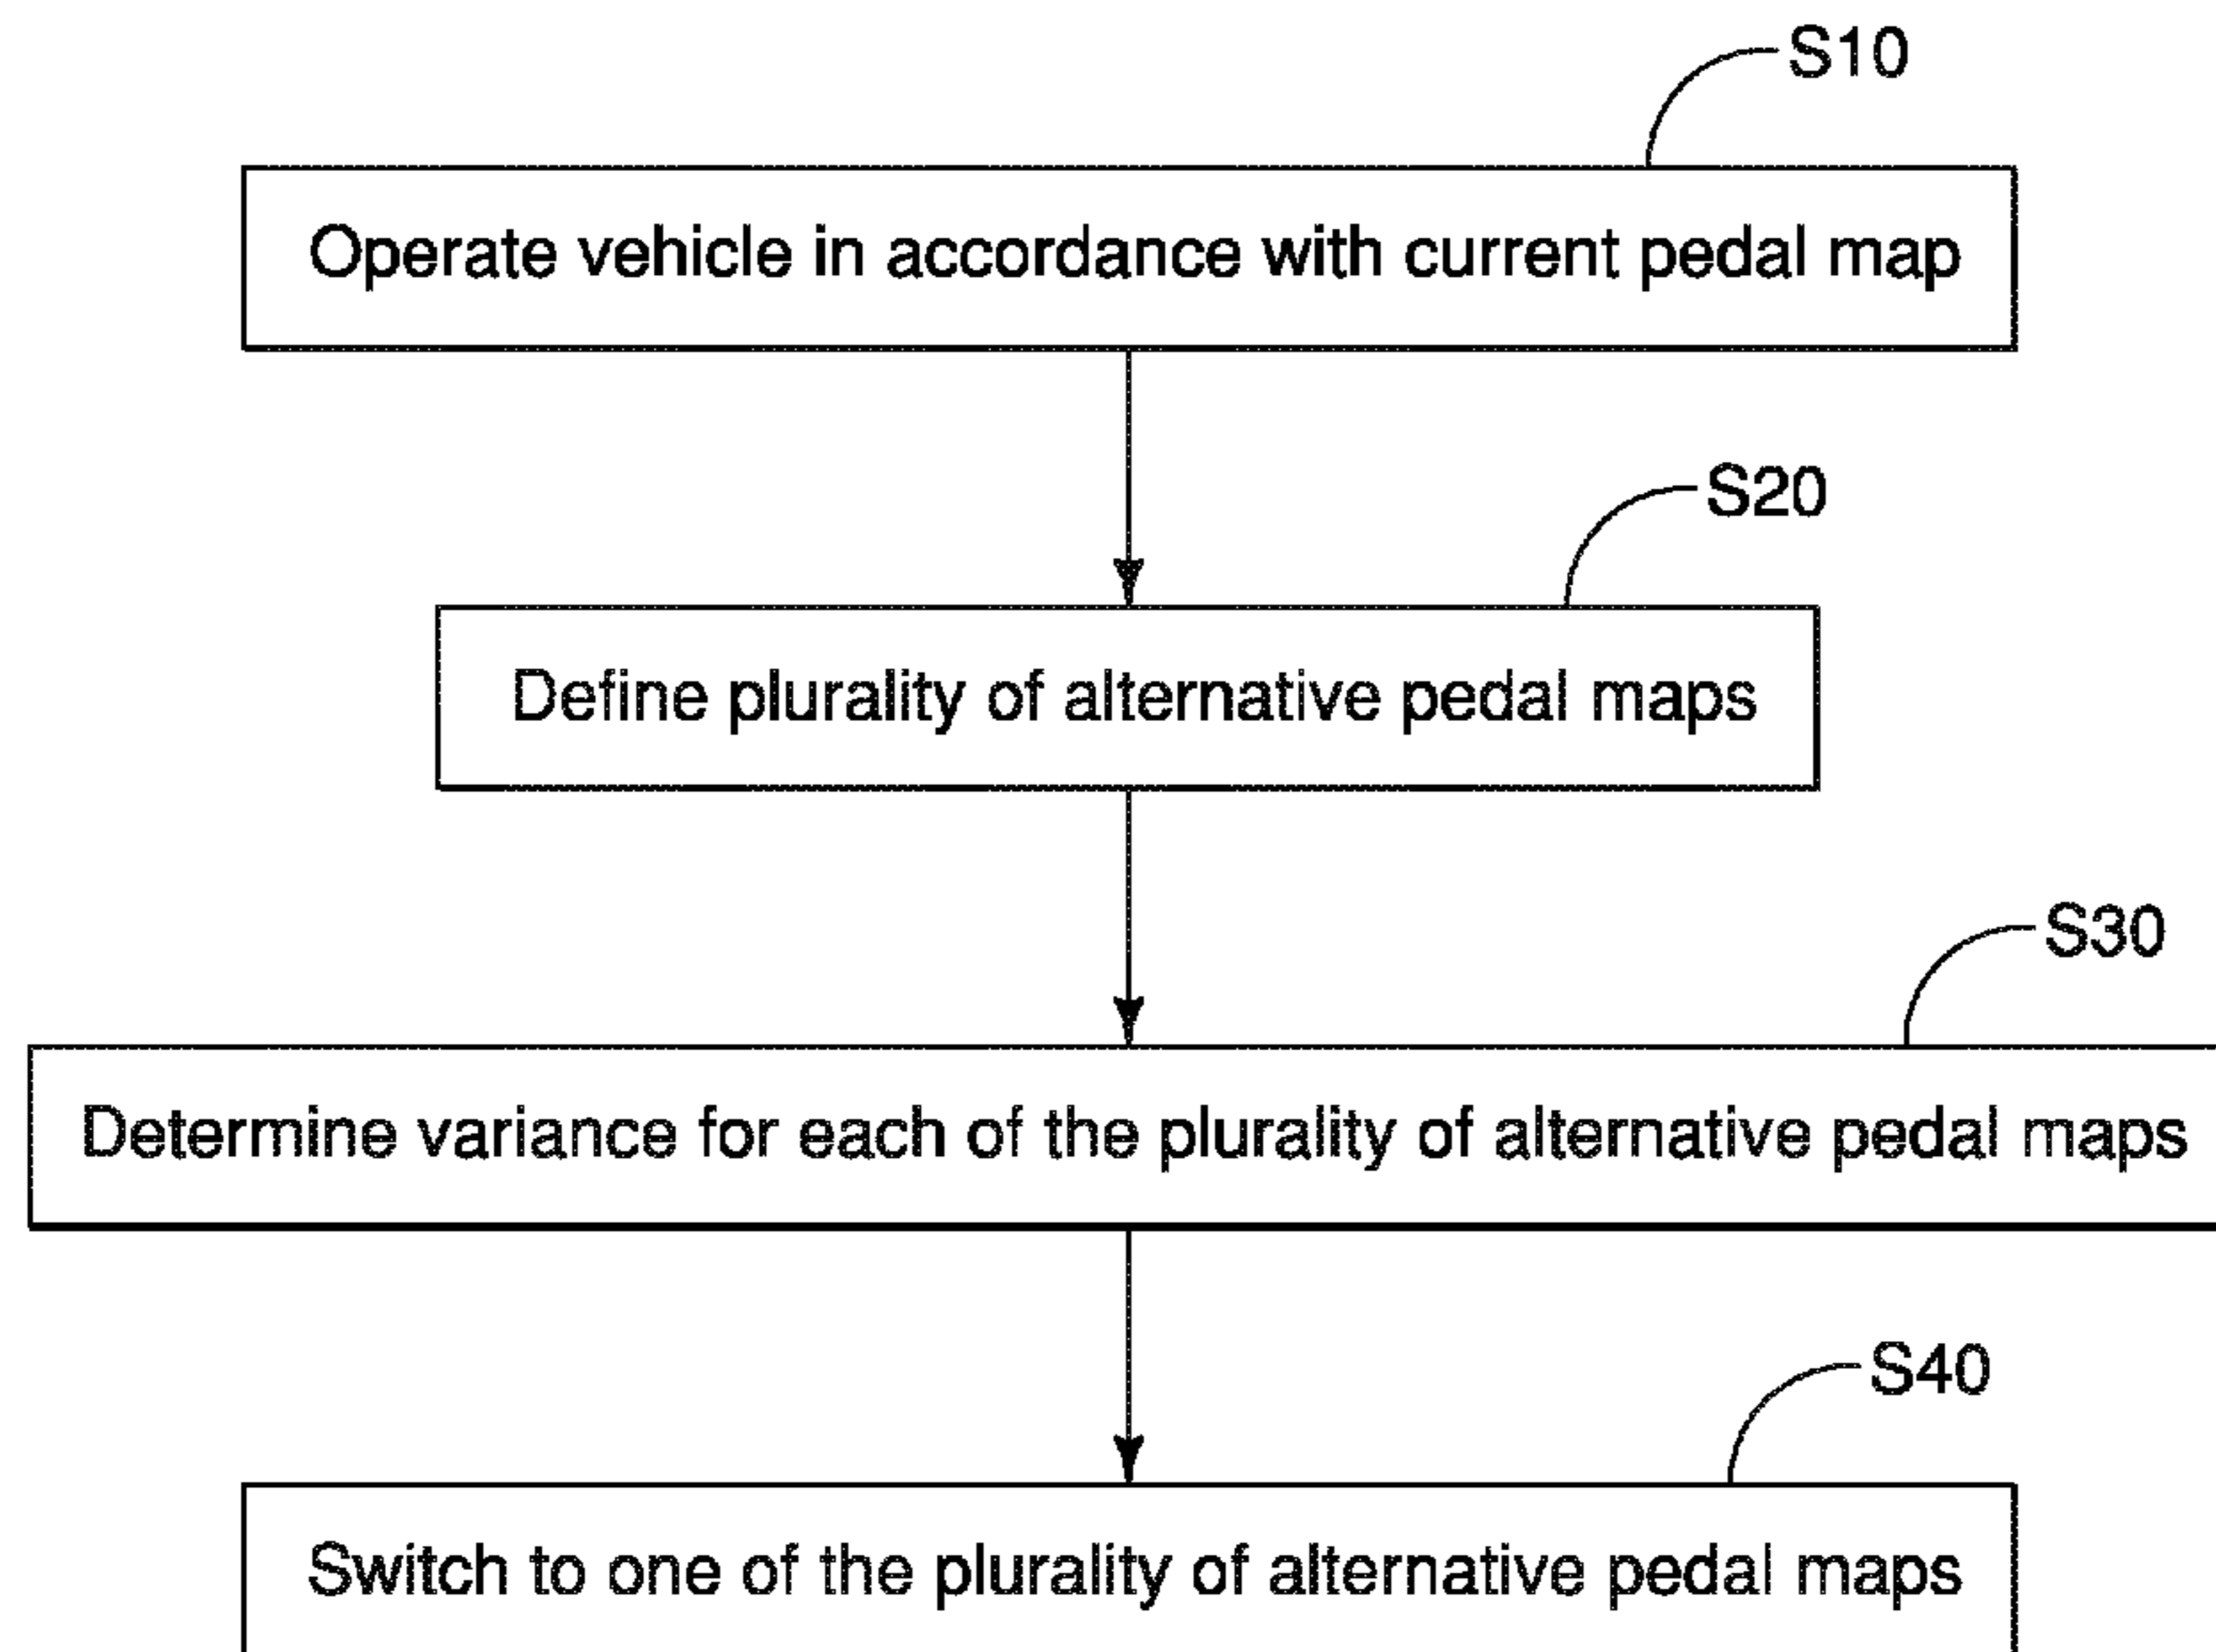 S10
Operate vehicle in accordance with current pedal map
S20
Define plurality of alternative pedal maps
S30
Determine variance for each of the plurality of alternative pedal maps
S40
Switch to one of the plurality of alternative pedal maps